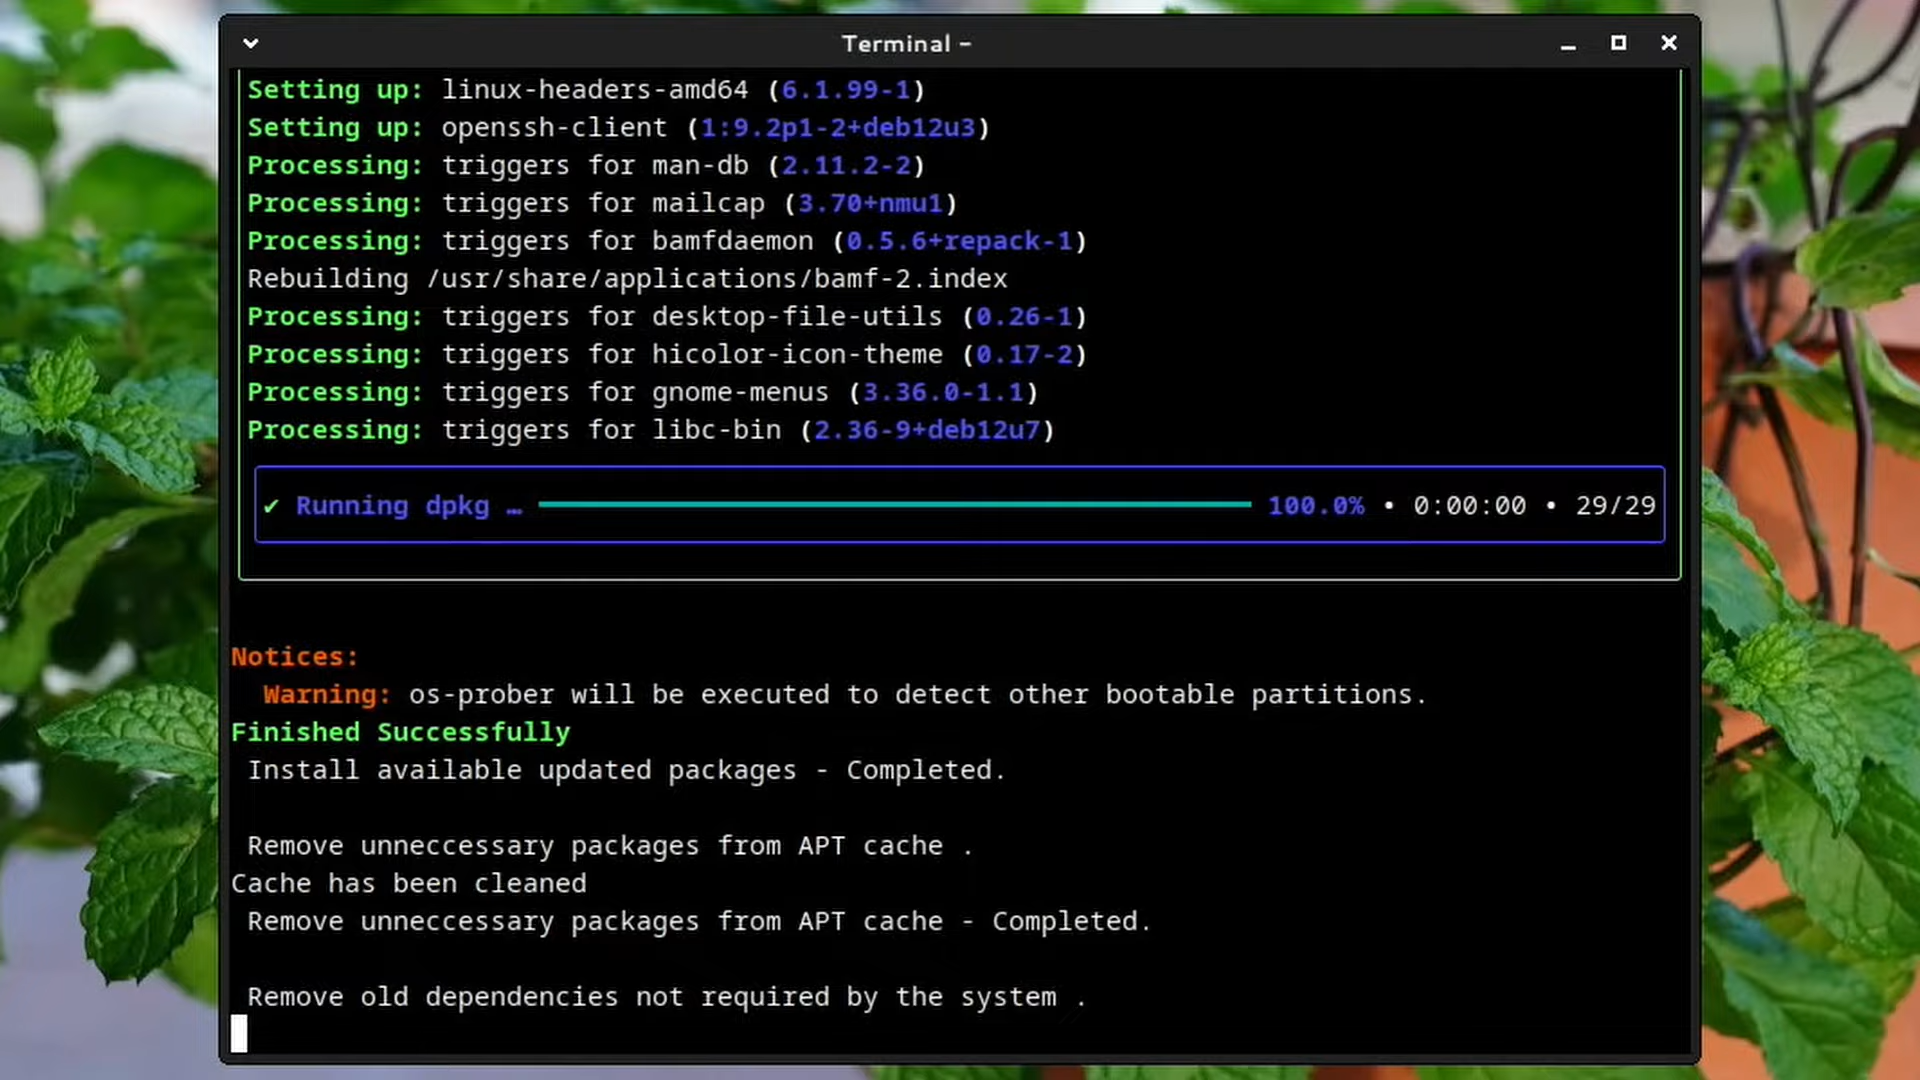 Terminal –
Setting up: linux-headers-amd64 (6.1.99-1)
Setting up: openssh-client (1:9.2p1-2+deb12u3)
Processing: triggers for man-db (2.11.2-2)
Processing: triggers for mailcap (3.70+nmu1)
Processing: triggers for bamfdaemon (0.5.6+repack-1)
Rebuilding /usr/share/applications/bamf-2.index
Processing: triggers for desktop-file-utils (0.26-1)
Processing: triggers for hicolor-icon-theme (0.17-2)
Processing: triggers for gnome-menus (3.36.0-1.1)
Processing: triggers for libc-bin (2.36-9+deb12u7)
✓ Running dpkg … 100.0% • 0:00:00 • 29/29
Notices:
Warning: os-prober will be executed to detect other bootable partitions.
Finished Successfully
Install available updated packages - Completed.
Remove unneccessary packages from APT cache .
Cache has been cleaned
Remove unneccessary packages from APT cache - Completed.
Remove old dependencies not required by the system .